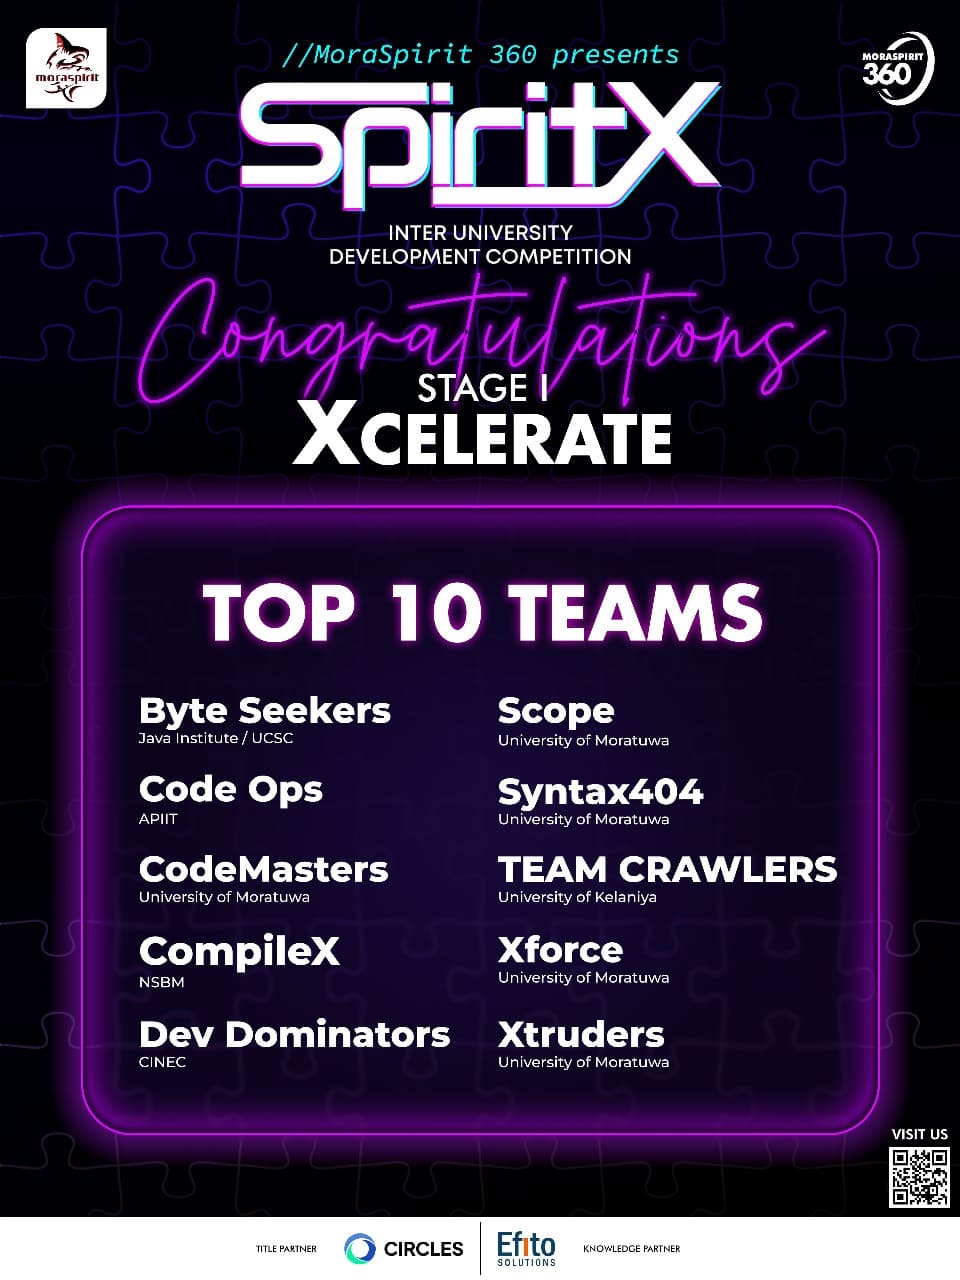 moraspirit
//MoraSpirit 360 presents
MORASPIRIT
360
SpiritX
INTER UNIVERSITY
DEVELOPMENT COMPETITION
Congratulations
STAGE I
XCELERATE
TOP 10 TEAMS
Byte Seekers
Java Institute / UCSC
Code Ops
APIIT
CodeMasters
University of Moratuwa
CompileX
NSBM
Dev Dominators
CINEC
Scope
University of Moratuwa
Syntax404
University of Moratuwa
TEAM CRAWLERS
University of Kelaniya
Xforce
University of Moratuwa
Xtruders
University of Moratuwa
VISIT US
TITLE PARTNER
CIRCLES
Efito
SOLUTIONS
KNOWLEDGE PARTNER